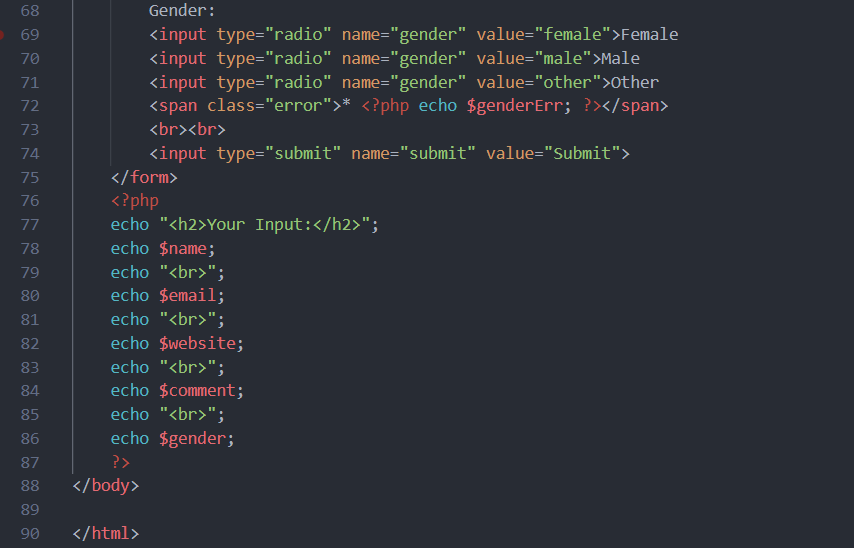 68 Gender:
69 <input type="radio" name="gender" value="female">Female
70 <input type="radio" name="gender" value="male">Male
71 <input type="radio" name="gender" value="other">Other
72 <span class="error">* <?php echo $genderErr; ?></span>
73 <br><br>
74 <input type="submit" name="submit" value="Submit">
75 </form>
76 <?php
77 echo "<h2>Your Input:</h2>";
78 echo $name;
79 echo "<br>";
80 echo $email;
81 echo "<br>";
82 echo $website;
83 echo "<br>";
84 echo $comment;
85 echo "<br>";
86 echo $gender;
87 ?>
88 </body>
89
90 </html>